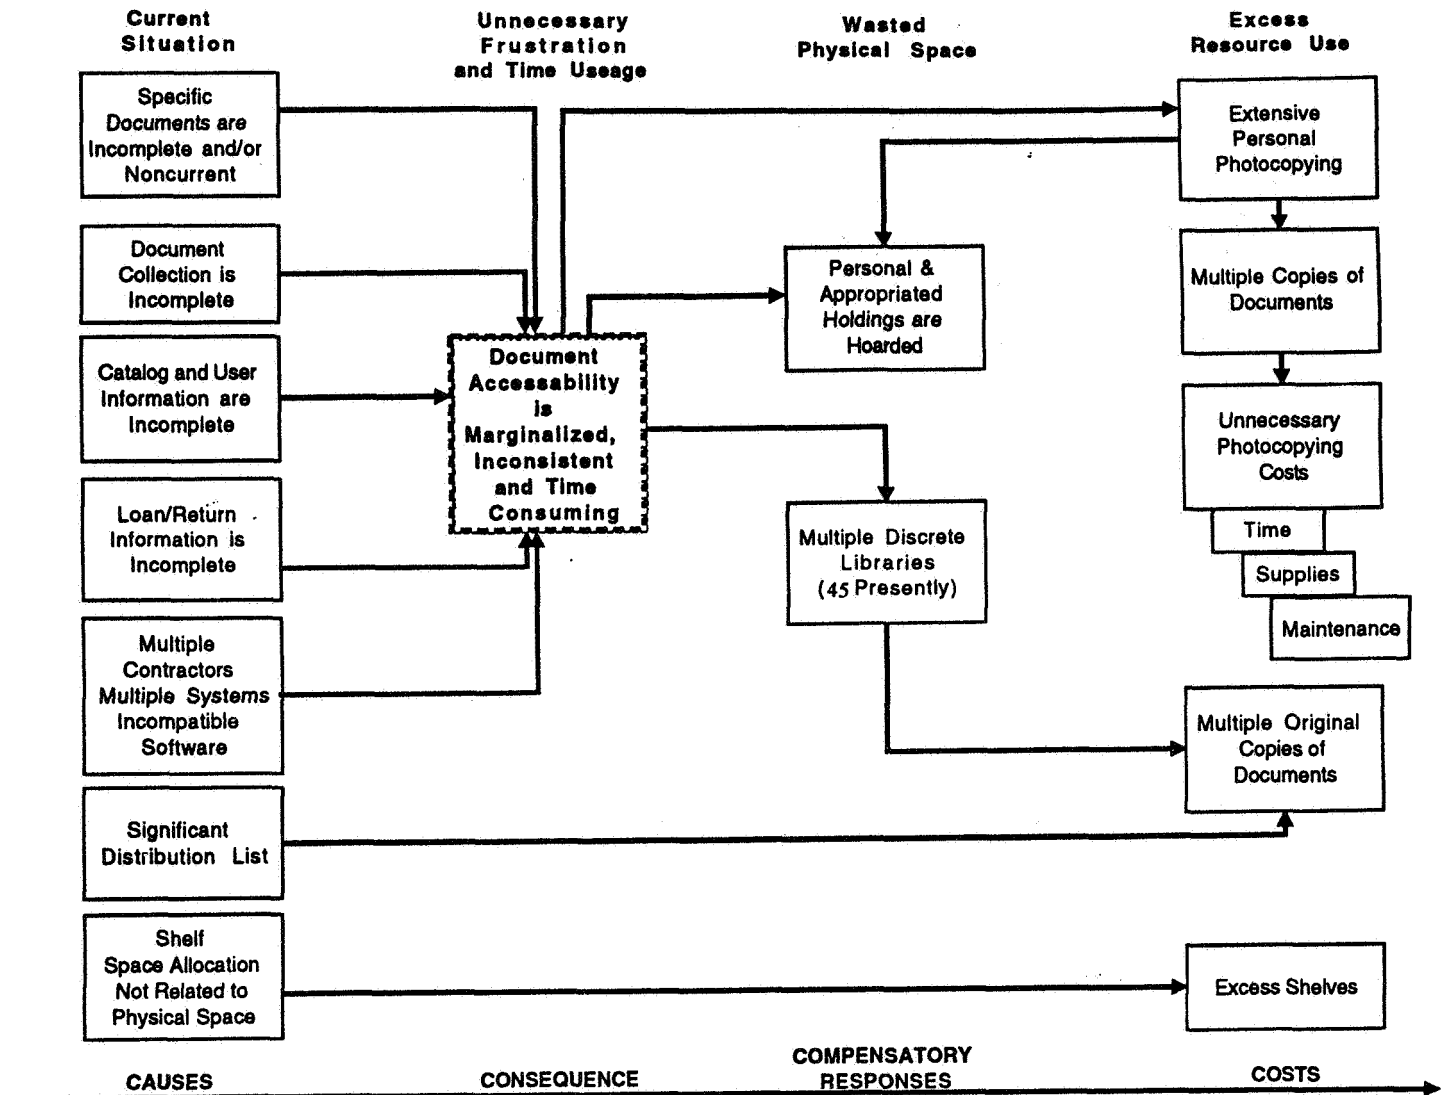 Current
Situation
Unnecessary
Frustration
and Time Useage
Wasted
Physical Space
Excess
Resource Use
Specific
Documents are
Incomplete and/or
Noncurrent
Document
Collection is
Incomplete
Catalog and User
Information are
Incomplete
Loan/Return
Information is
Incomplete
Multiple
Contractors
Multiple Systems
Incompatible
Software
Significant
Distribution List
Shelf
Space Allocation
Not Related to
Physical Space
Document
Accessability
is
Marginalized,
Inconsistent
and Time
Consuming
Personal &
Appropriated
Holdings are
Hoarded
Multiple Discrete
Libraries
(45 Presently)
Extensive
Personal
Photocopying
Multiple Copies of
Documents
Unnecessary
Photocopying
Costs
Time
Supplies
Maintenance
Multiple Original
Copies of
Documents
Excess Shelves
CAUSES
CONSEQUENCE
COMPENSATORY
RESPONSES
COSTS